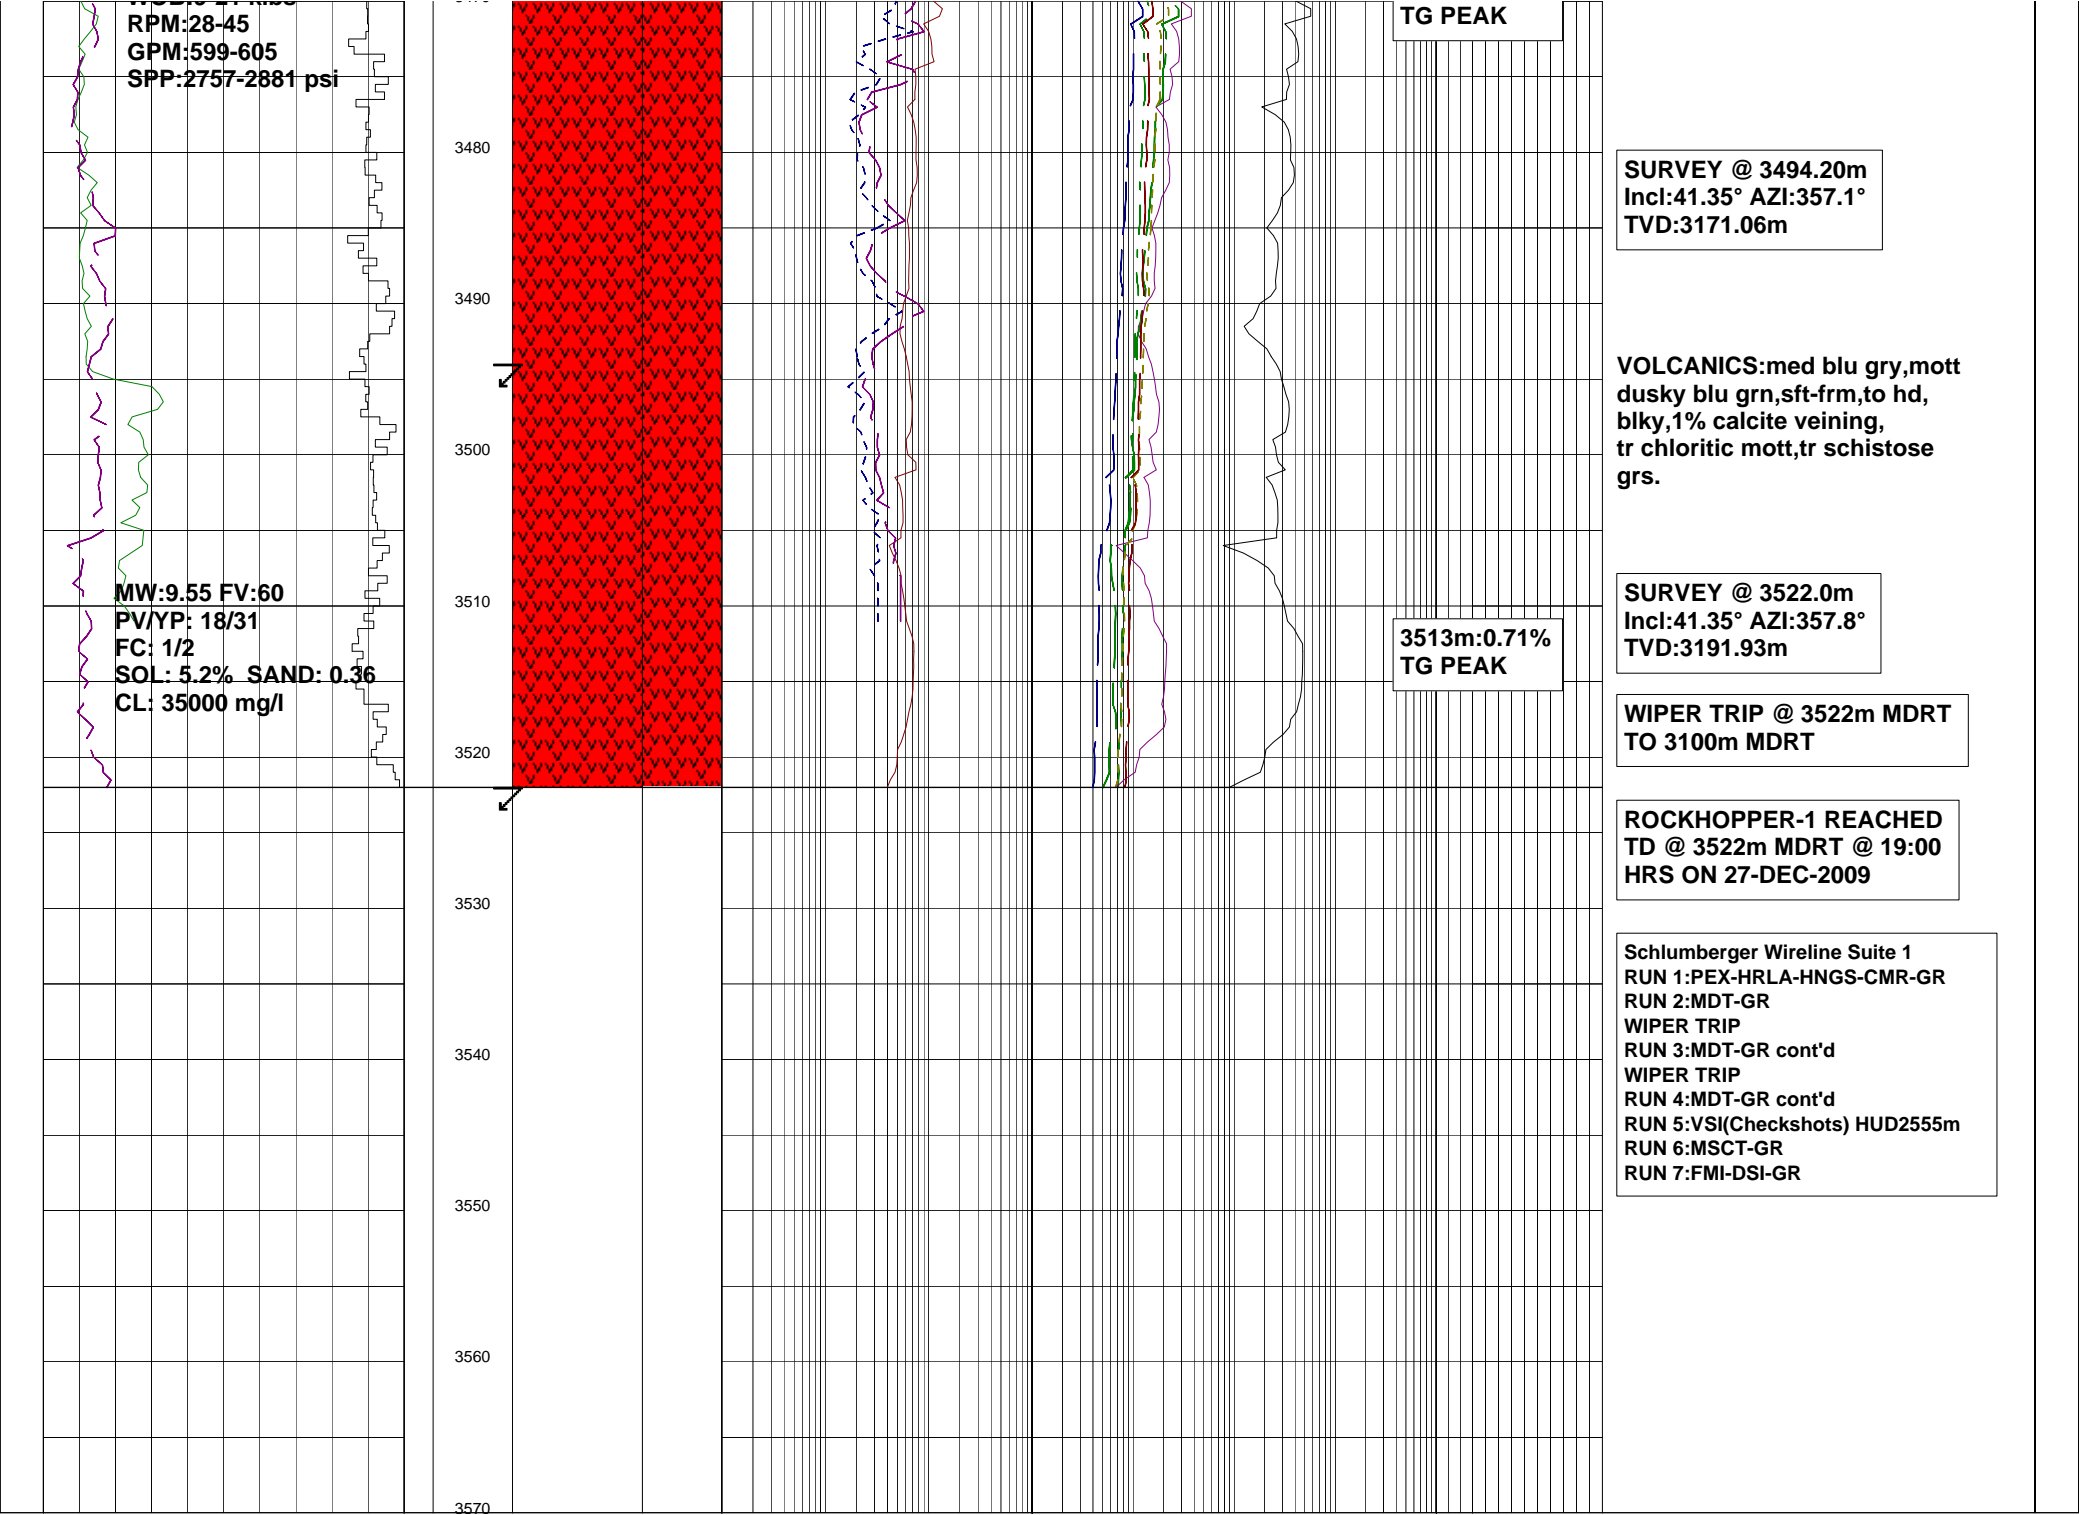 RPM:28-45
GPM:599-605
SPP:2757-2881 psi
MW:9.55 FV:60
PV/YP: 18/31
FC: 1/2
SOL: 5.2% SAND: 0.36
CL: 35000 mg/l
3480
3490
3500
3510
3520
3530
3540
3550
3560
3570
TG PEAK
3513m:0.71%
TG PEAK
SURVEY @ 3494.20m
Incl:41.35° AZI:357.1°
TVD:3171.06m
VOLCANICS:med blu gry,mott
dusky blu grn,sft-frm,to hd,
blky,1% calcite veining,
tr chloritic mott,tr schistose
grs.
SURVEY @ 3522.0m
Incl:41.35° AZI:357.8°
TVD:3191.93m
WIPER TRIP @ 3522m MDRT
TO 3100m MDRT
ROCKHOPPER-1 REACHED
TD @ 3522m MDRT @ 19:00
HRS ON 27-DEC-2009
Schlumberger Wireline Suite 1
RUN 1:PEX-HRLA-HNGS-CMR-GR
RUN 2:MDT-GR
WIPER TRIP
RUN 3:MDT-GR cont'd
WIPER TRIP
RUN 4:MDT-GR cont'd
RUN 5:VSI(Checkshots) HUD2555m
RUN 6:MSCT-GR
RUN 7:FMI-DSI-GR